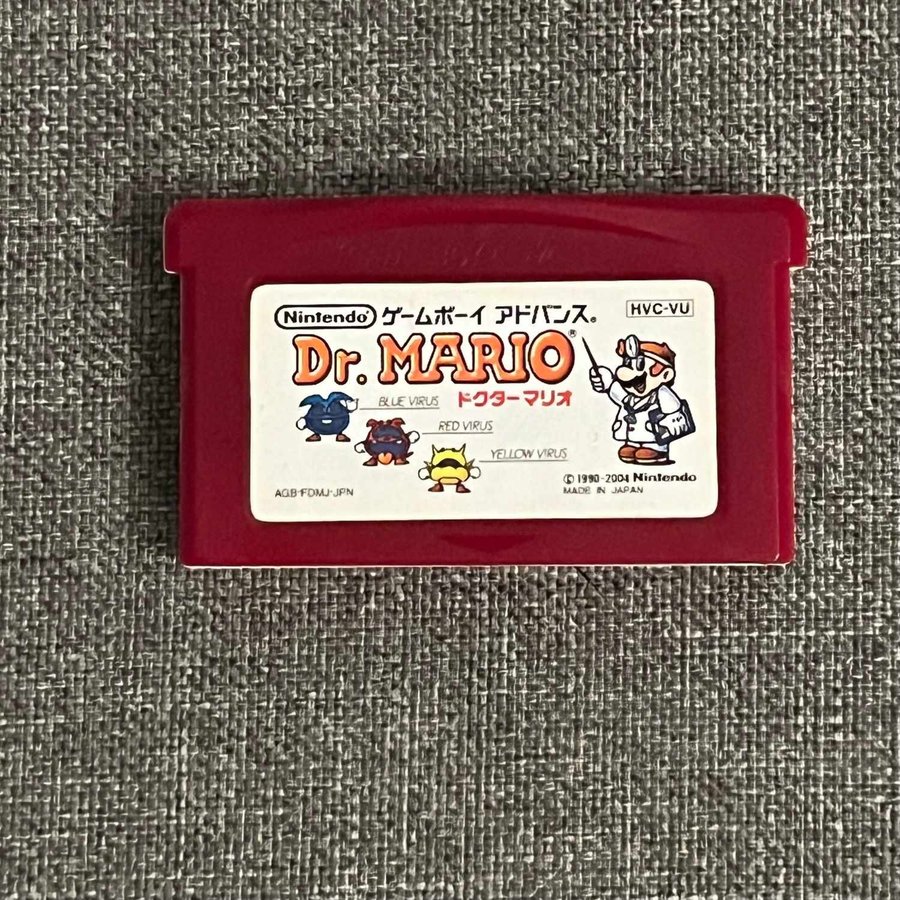 Nintendo ゲームボーイ アドバンス® HVC-VU
Dr. MARIO®
ドクターマリオ
BLUE VIRUS
RED VIRUS
YELLOW VIRUS
AGB-FDMJ-JPN
© 1990-2004 Nintendo
MADE IN JAPAN